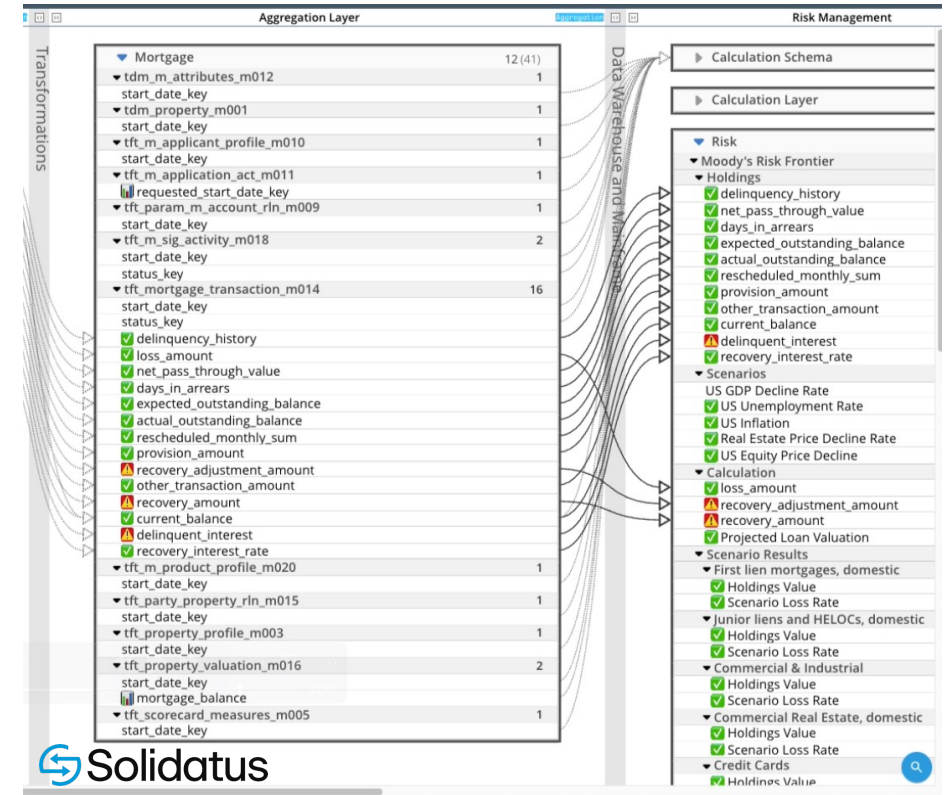 Aggregation Layer
Aggregation
Risk Management
Transformations
Mortgage 12 (41)
tdm_m_attributes_m012 1
start_date_key
tdm_property_m001 1
start_date_key
tft_m_applicant_profile_m010 1
start_date_key
tft_m_application_act_m011 1
requested_start_date_key
tft_param_m_account_rln_m009 1
start_date_key
tft_m_sig_activity_m018 2
start_date_key
status_key
tft_mortgage_transaction_m014 16
start_date_key
status_key
delinquency_history
loss_amount
net_pass_through_value
days_in_arrears
expected_outstanding_balance
actual_outstanding_balance
rescheduled_monthly_sum
provision_amount
recovery_adjustment_amount
other_transaction_amount
recovery_amount
current_balance
delinquent_interest
recovery_interest_rate
tft_m_product_profile_m020 1
start_date_key
tft_party_property_rln_m015 1
start_date_key
tft_property_profile_m003 1
start_date_key
tft_property_valuation_m016 2
start_date_key
mortgage_balance
tft_scorecard_measures_m005 1
start_date_key
Data Warehouse and Mainframe
Calculation Schema
Calculation Layer
Risk
Moody's Risk Frontier
Holdings
delinquency_history
net_pass_through_value
days_in_arrears
expected_outstanding_balance
actual_outstanding_balance
rescheduled_monthly_sum
provision_amount
other_transaction_amount
current_balance
delinquent_interest
recovery_interest_rate
Scenarios
US GDP Decline Rate
US Unemployment Rate
US Inflation
Real Estate Price Decline Rate
US Equity Price Decline
Calculation
loss_amount
recovery_adjustment_amount
recovery_amount
Projected Loan Valuation
Scenario Results
First lien mortgages, domestic
Holdings Value
Scenario Loss Rate
Junior liens and HELOCs, domestic
Holdings Value
Scenario Loss Rate
Commercial & Industrial
Holdings Value
Scenario Loss Rate
Commercial Real Estate, domestic
Holdings Value
Scenario Loss Rate
Credit Cards
Holdings Value
Solidatus